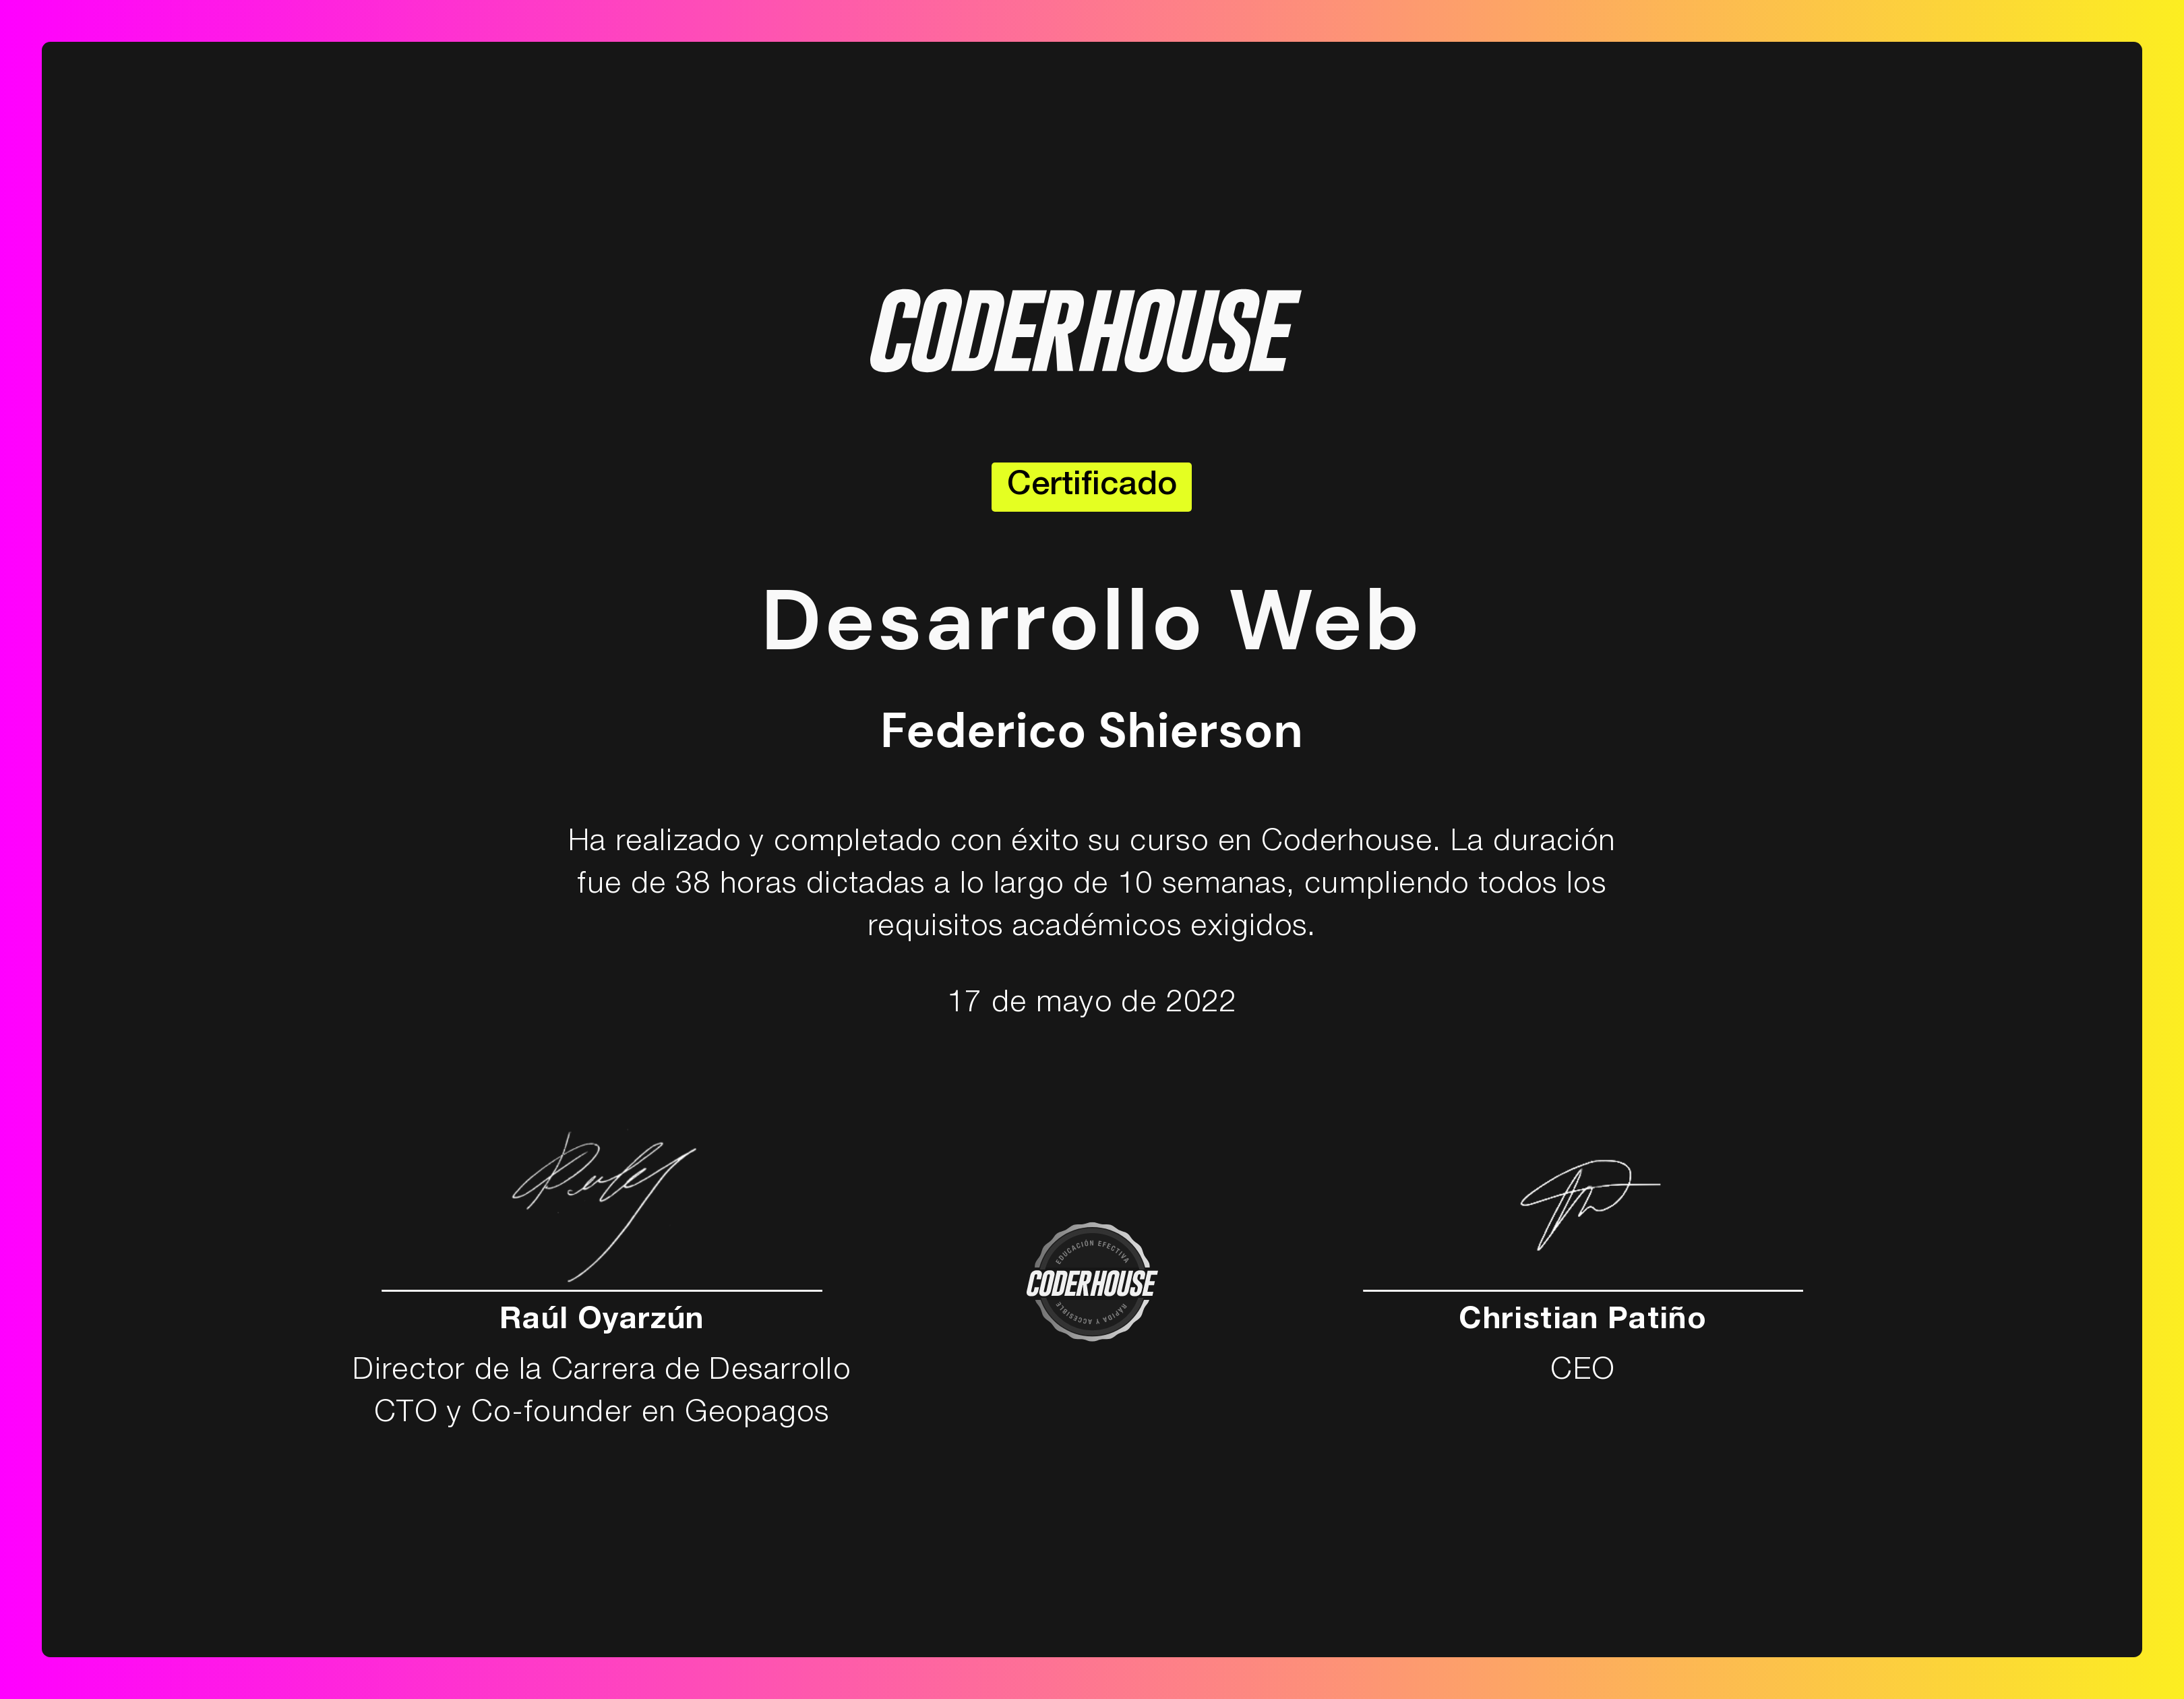 CODERHOUSE
Certificado
Desarrollo Web
Federico Shierson
Ha realizado y completado con éxito su curso en Coderhouse. La duración
fue de 38 horas dictadas a lo largo de 10 semanas, cumpliendo todos los
requisitos académicos exigidos.
17 de mayo de 2022
EDUCACIÓN EFECTIVA
CODERHOUSE
RÁPIDA Y ACCESIBLE
Raúl Oyarzún
Director de la Carrera de Desarrollo
CTO y Co-founder en Geopagos
Christian Patiño
CEO